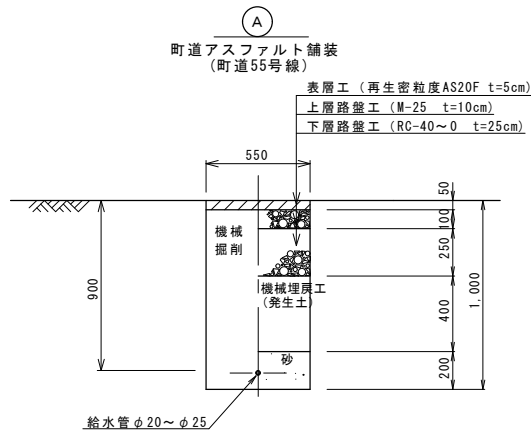 A
町道アスファルト舗装
(町道55号線)
表層工（再生密粒度AS20F t=5cm）
上層路盤工（M-25 t=10cm）
下層路盤工（RC-40～0 t=25cm）
550
50
100
250
400
200
1,000
900
機械
掘削
機械埋戻工
(発生土)
砂
給水管φ20～φ25